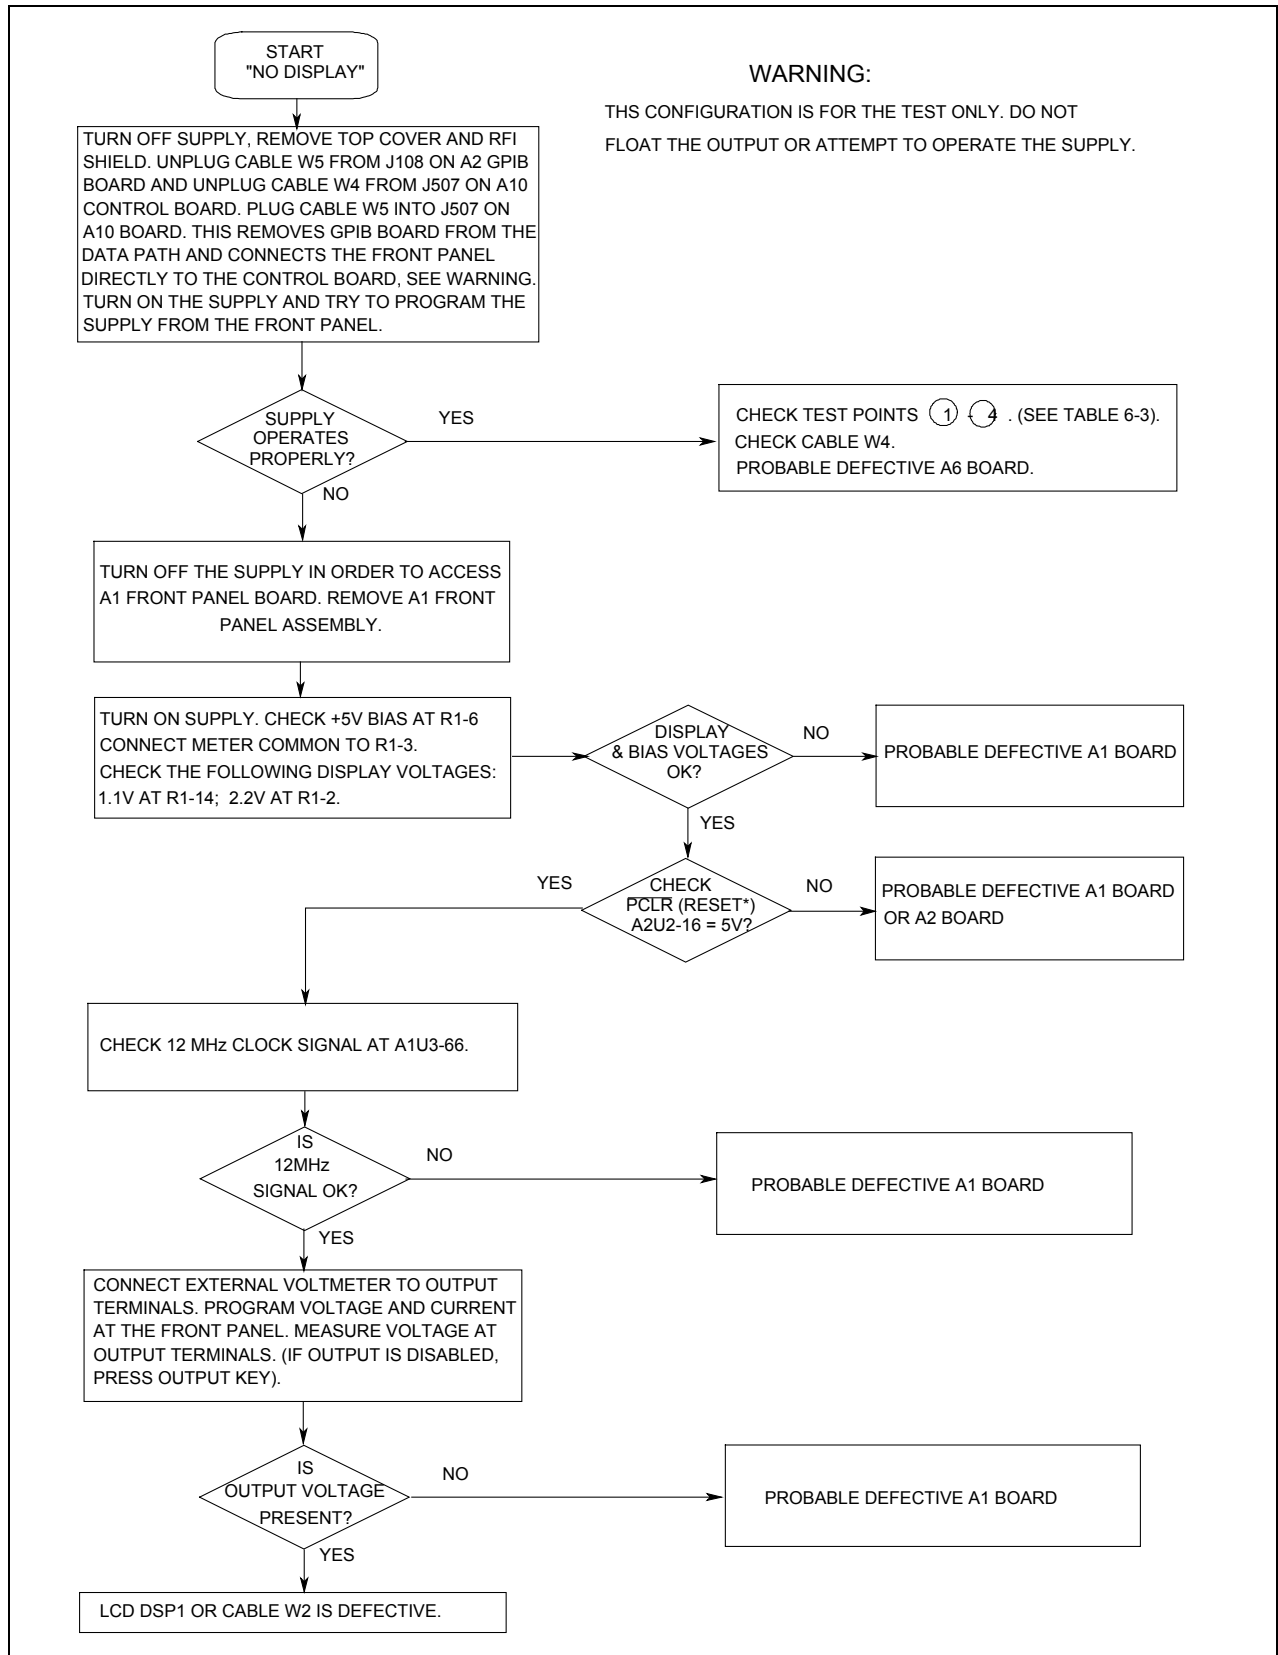 START
"NO DISPLAY"
WARNING:
THS CONFIGURATION IS FOR THE TEST ONLY. DO NOT
FLOAT THE OUTPUT OR ATTEMPT TO OPERATE THE SUPPLY.
TURN OFF SUPPLY, REMOVE TOP COVER AND RFI
SHIELD. UNPLUG CABLE W5 FROM J108 ON A2 GPIB
BOARD AND UNPLUG CABLE W4 FROM J507 ON A10
CONTROL BOARD. PLUG CABLE W5 INTO J507 ON
A10 BOARD. THIS REMOVES GPIB BOARD FROM THE
DATA PATH AND CONNECTS THE FRONT PANEL
DIRECTLY TO THE CONTROL BOARD, SEE WARNING.
TURN ON THE SUPPLY AND TRY TO PROGRAM THE
SUPPLY FROM THE FRONT PANEL.
SUPPLY
OPERATES
PROPERLY?
YES
NO
CHECK TEST POINTS 1 - 4 . (SEE TABLE 6-3).
CHECK CABLE W4.
PROBABLE DEFECTIVE A6 BOARD.
TURN OFF THE SUPPLY IN ORDER TO ACCESS
A1 FRONT PANEL BOARD. REMOVE A1 FRONT
PANEL ASSEMBLY.
TURN ON SUPPLY. CHECK +5V BIAS AT R1-6
CONNECT METER COMMON TO R1-3.
CHECK THE FOLLOWING DISPLAY VOLTAGES:
1.1V AT R1-14; 2.2V AT R1-2.
DISPLAY
& BIAS VOLTAGES
OK?
NO
PROBABLE DEFECTIVE A1 BOARD
YES
CHECK
PCLR (RESET*)
A2U2-16 = 5V?
YES
NO
PROBABLE DEFECTIVE A1 BOARD
OR A2 BOARD
CHECK 12 MHz CLOCK SIGNAL AT A1U3-66.
IS
12MHz
SIGNAL OK?
NO
PROBABLE DEFECTIVE A1 BOARD
YES
CONNECT EXTERNAL VOLTMETER TO OUTPUT
TERMINALS. PROGRAM VOLTAGE AND CURRENT
AT THE FRONT PANEL. MEASURE VOLTAGE AT
OUTPUT TERMINALS. (IF OUTPUT IS DISABLED,
PRESS OUTPUT KEY).
IS
OUTPUT VOLTAGE
PRESENT?
NO
PROBABLE DEFECTIVE A1 BOARD
YES
LCD DSP1 OR CABLE W2 IS DEFECTIVE.